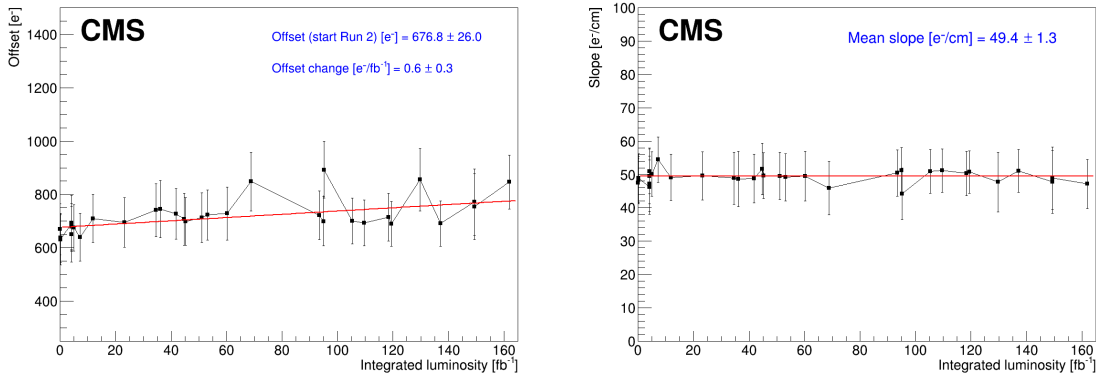 CMS
Offset (start Run 2) [e⁻] = 676.8 ± 26.0
Offset change [e⁻/fb⁻¹] = 0.6 ± 0.3
Offset [e⁻]
1400
1200
1000
800
600
400
0 20 40 60 80 100 120 140 160
Integrated luminosity [fb⁻¹]
CMS
Mean slope [e⁻/cm] = 49.4 ± 1.3
Slope [e⁻/cm]
100
90
80
70
60
50
40
30
20
10
0
0 20 40 60 80 100 120 140 160
Integrated luminosity [fb⁻¹]